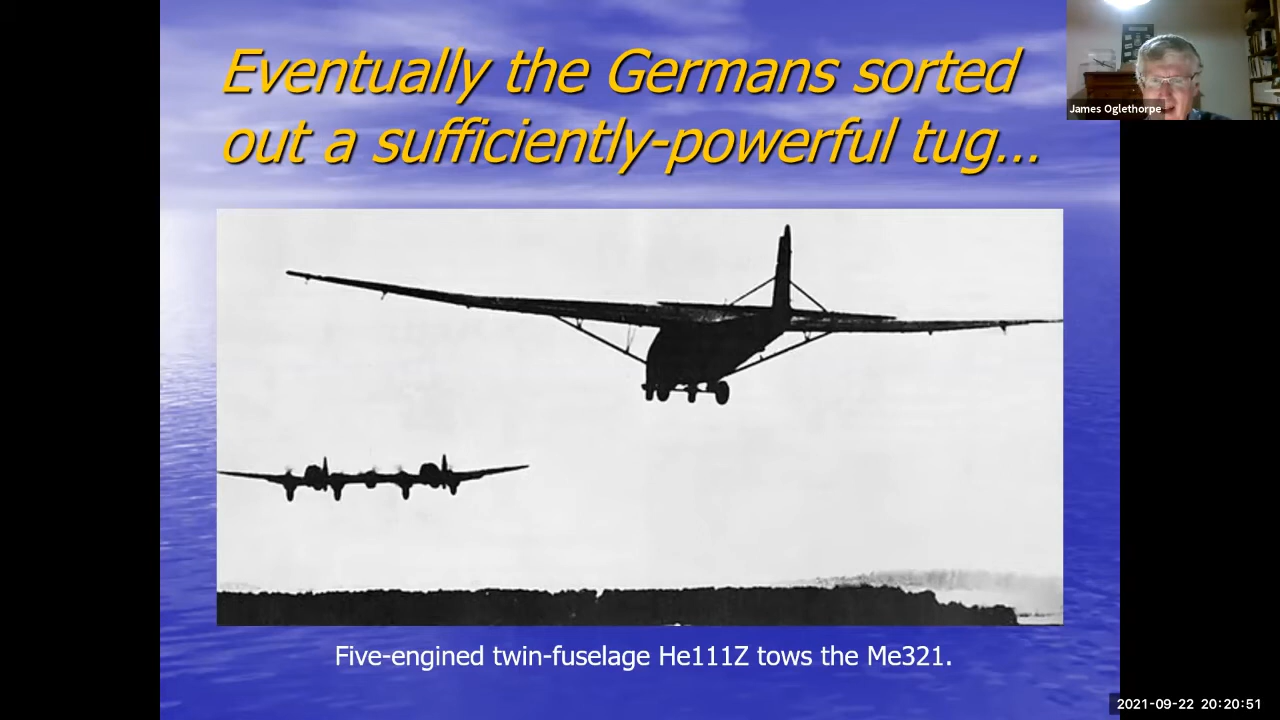 Eventually the Germans sorted
out a sufficiently-powerful tug...
James Oglethorpe
Five-engined twin-fuselage He111Z tows the Me321.
2021-09-22 20:20:51